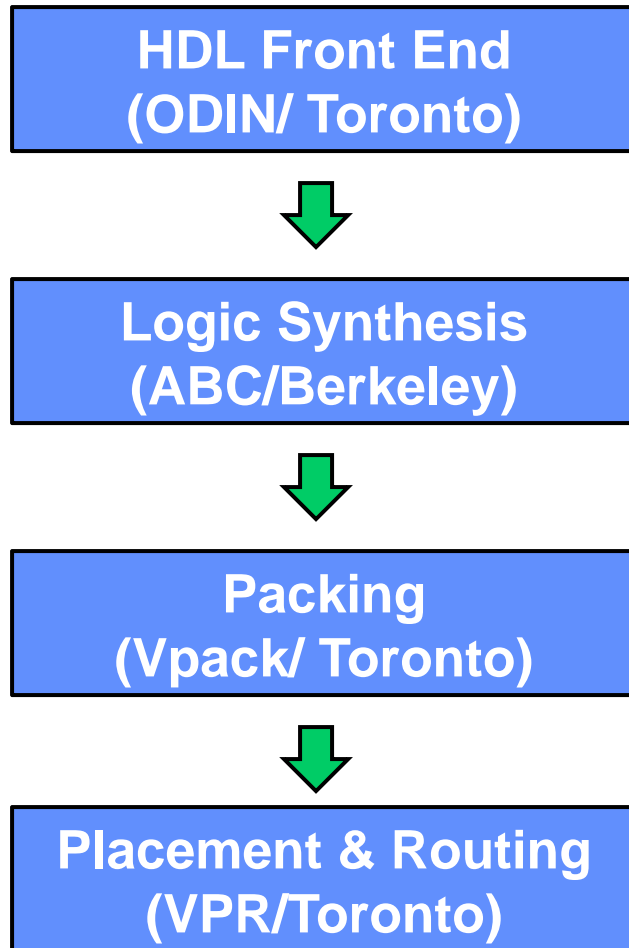 HDL Front End
(ODIN/ Toronto)
Logic Synthesis
(ABC/Berkeley)
Packing
(Vpack/ Toronto)
Placement & Routing
(VPR/Toronto)